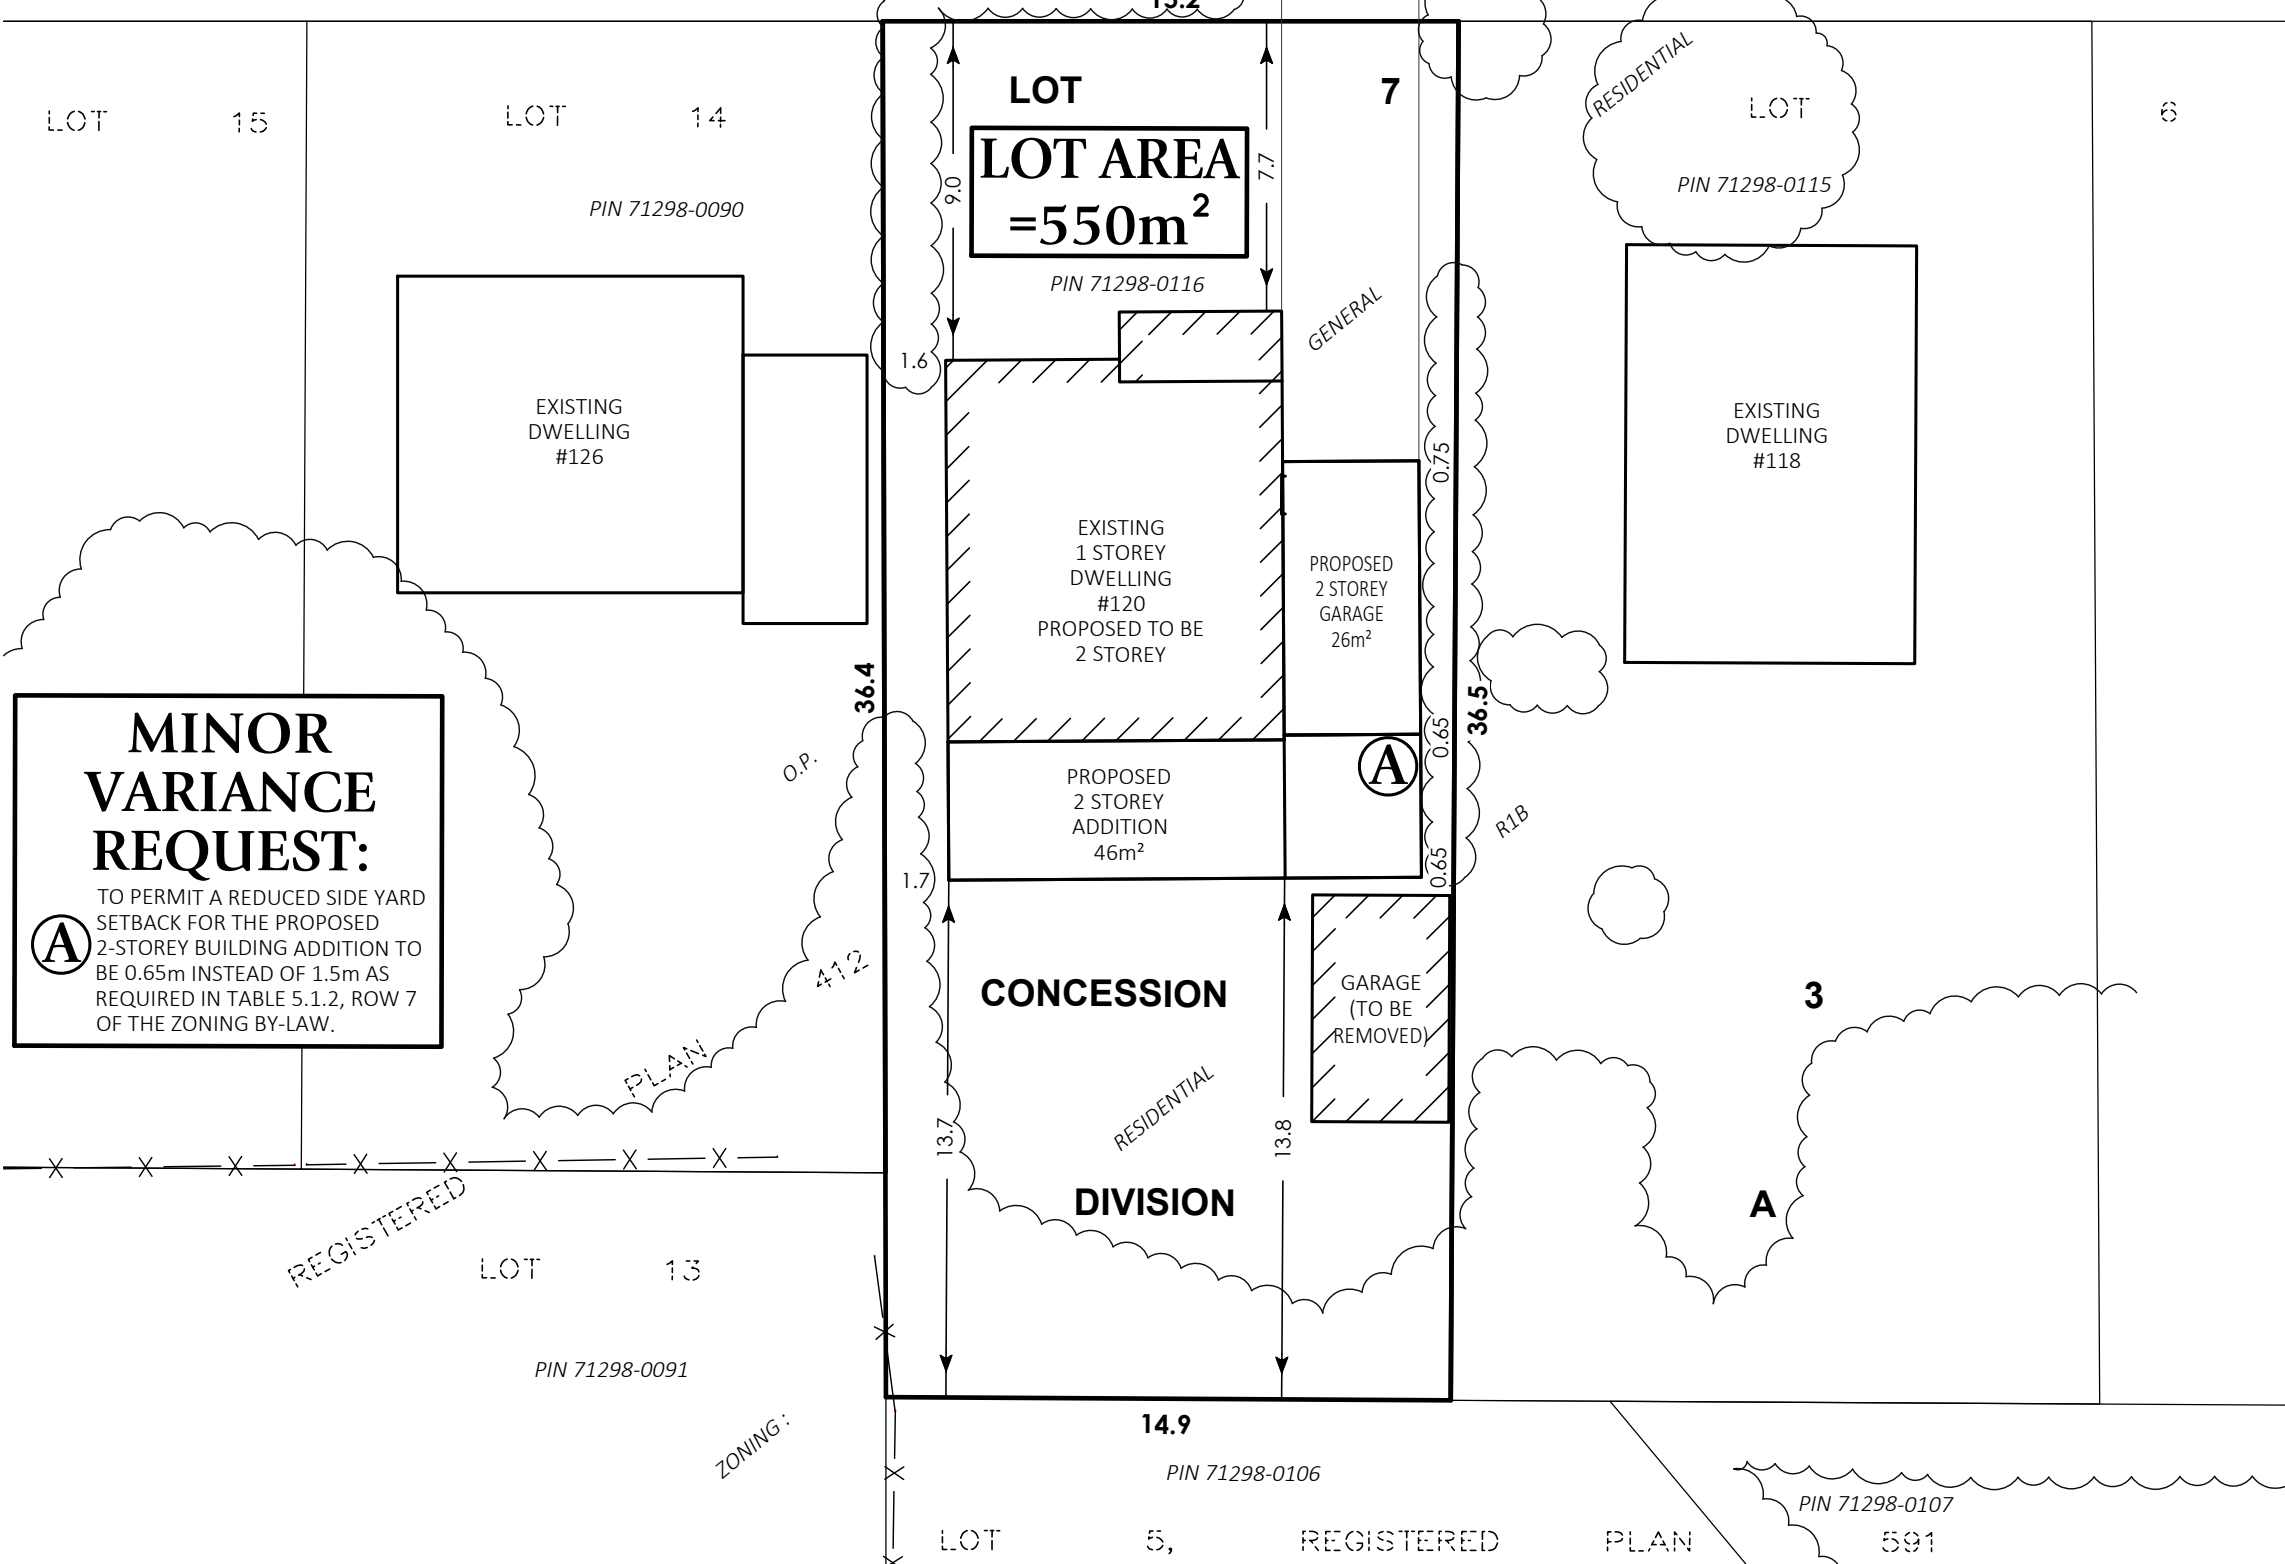 15.2
LOT 7
LOT AREA
=550m²
PIN 71298-0116
9.0
7.7
LOT 15
LOT 14
PIN 71298-0090
RESIDENTIAL
LOT 6
PIN 71298-0115
GENERAL
1.6
EXISTING
DWELLING
#126
EXISTING
DWELLING
#118
0.75
EXISTING
1 STOREY
DWELLING
#120
PROPOSED TO BE
2 STOREY
PROPOSED
2 STOREY
GARAGE
26m²
36.4
36.5
0.65
MINOR
VARIANCE
REQUEST:
A
TO PERMIT A REDUCED SIDE YARD
SETBACK FOR THE PROPOSED
2-STOREY BUILDING ADDITION TO
BE 0.65m INSTEAD OF 1.5m AS
REQUIRED IN TABLE 5.1.2, ROW 7
OF THE ZONING BY-LAW.
O.P.
PROPOSED
2 STOREY
ADDITION
46m²
A
R1B
1.7
0.65
412
PLAN
REGISTERED
CONCESSION 3
GARAGE
(TO BE
REMOVED)
RESIDENTIAL
13.7
13.8
DIVISION A
LOT 13
PIN 71298-0091
ZONING :
14.9
PIN 71298-0106
PIN 71298-0107
LOT 5, REGISTERED PLAN 591